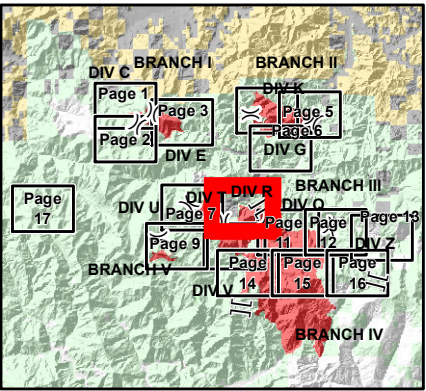 BRANCH I
BRANCH II
DIV C
DIV K
Page 1
Page 3
Page 5
Page 2
Page 6
DIV E
DIV G
DIV T
DIV R
BRANCH III
Page
17
DIV U
Page 7
DIV O
Page 13
Page
11
Page
12
Page 9
DIV Z
BRANCH V
Page
14
Page
15
Page
16
DIV V
BRANCH IV